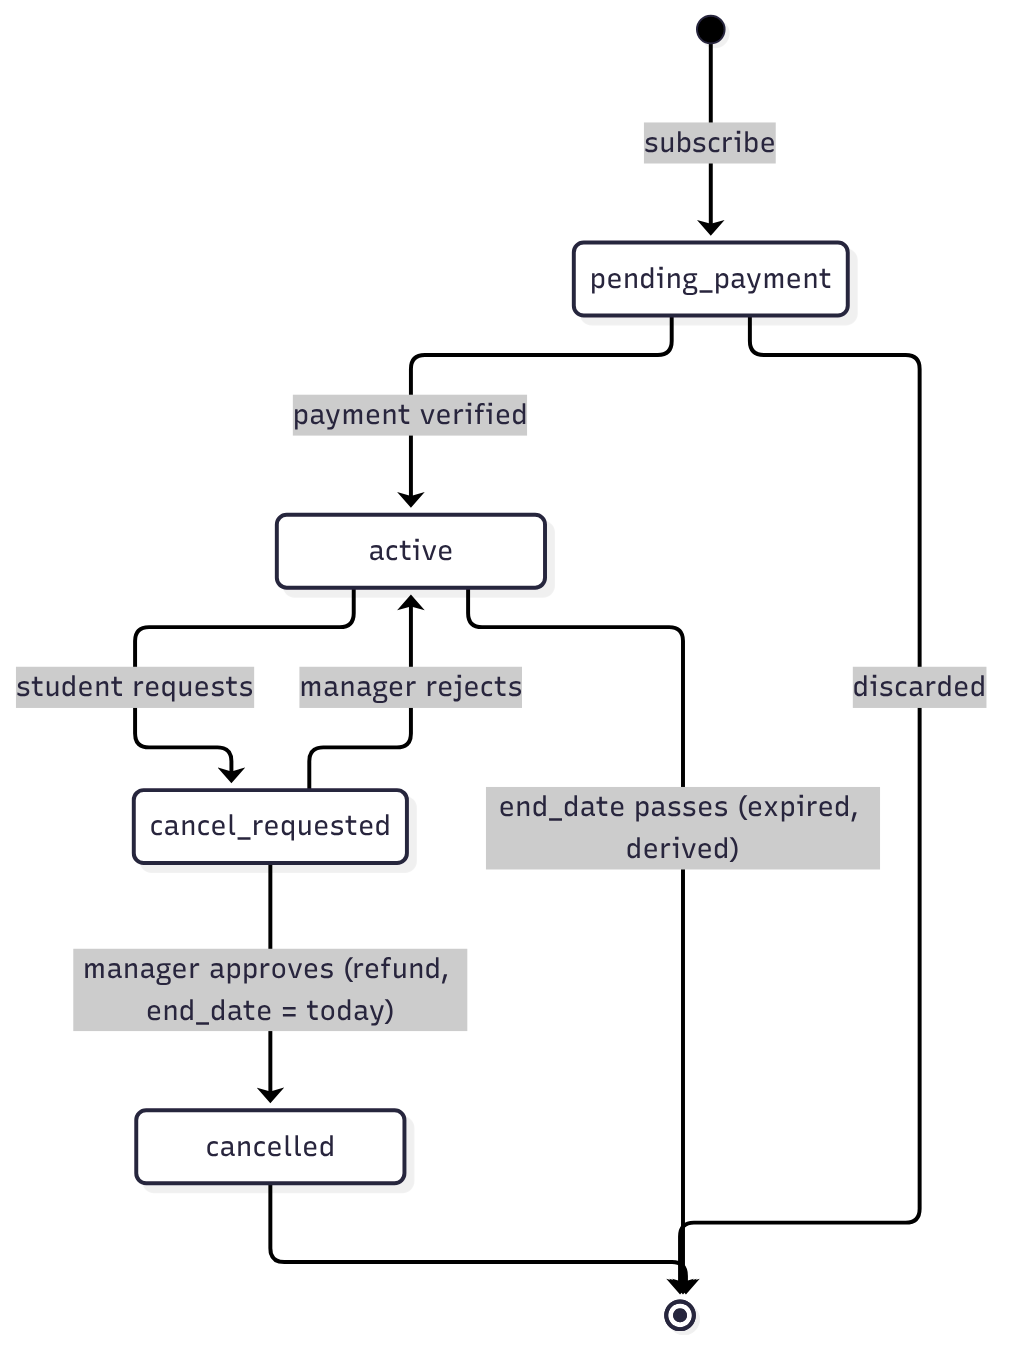 subscribe
pending_payment
payment verified
active
student requests
manager rejects
discarded
end_date passes (expired,
derived)
cancel_requested
manager approves (refund,
end_date = today)
cancelled